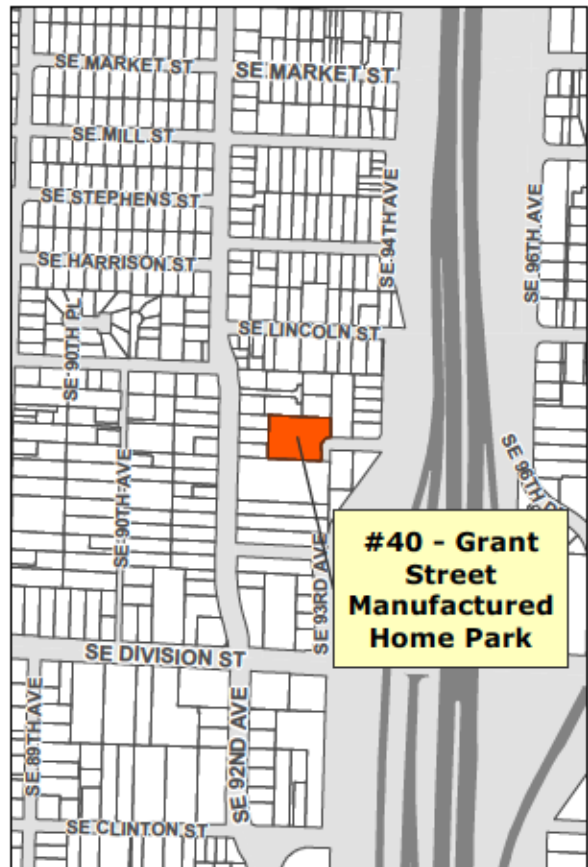 SE MARKET ST
SE MARKET ST
SE MILL ST
SE STEPHENS ST
SE 94TH AVE
SE 96TH AVE
SE HARRISON ST
SE 90TH PL
SE LINCOLN ST
SE 90TH AVE
SE 96TH
SE 93RD AVE
#40 - Grant
Street
Manufactured
Home Park
SE DIVISION ST
SE 89TH AVE
SE 92ND AVE
SE CLINTON ST